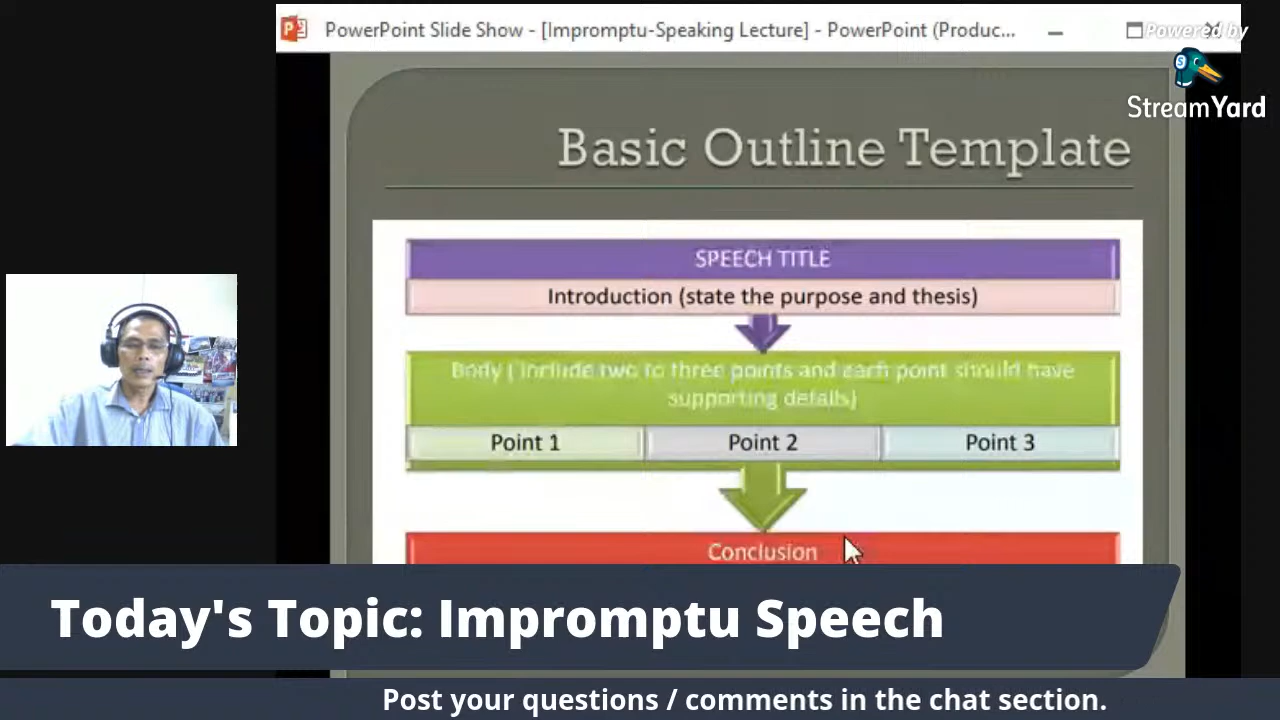 PowerPoint Slide Show - [Impromptu-Speaking Lecture] - PowerPoint (Produc...
Powered by
StreamYard
Basic Outline Template
SPEECH TITLE
Introduction (state the purpose and thesis)
Body ( include two to three points and each point should have
supporting details)
Point 1
Point 2
Point 3
Conclusion
Today's Topic: Impromptu Speech
Post your questions / comments in the chat section.